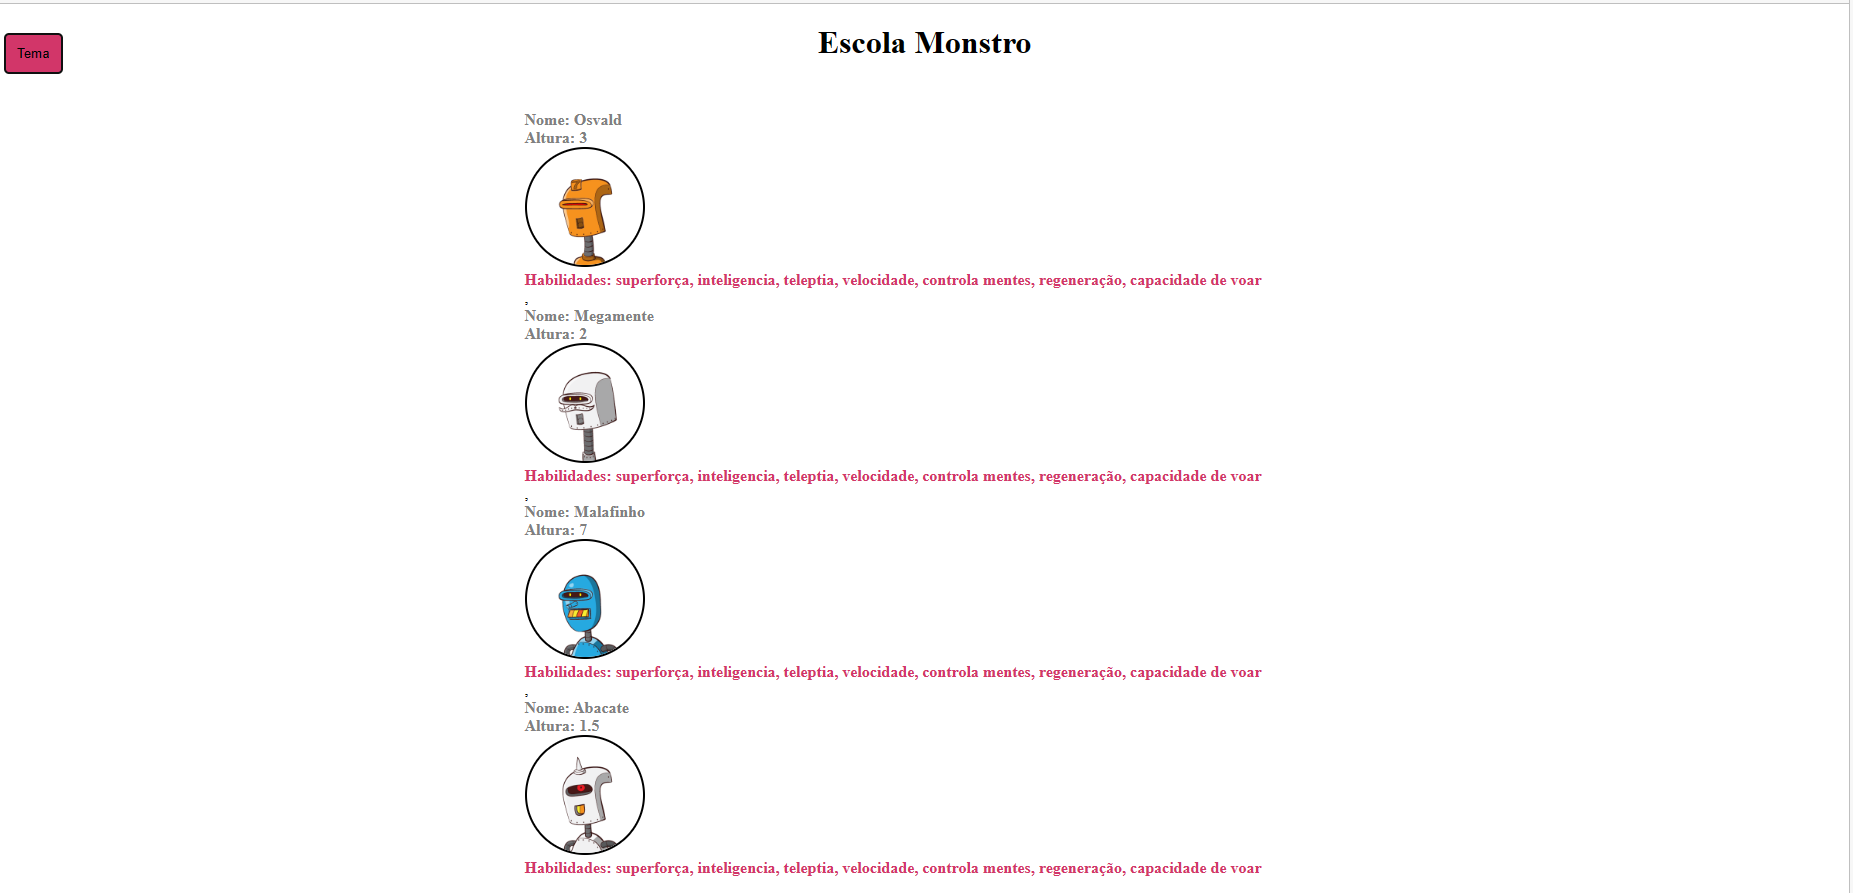 Tema
Escola Monstro
Nome: Osvald
Altura: 3
Habilidades: superforça, inteligencia, teleptia, velocidade, controla mentes, regeneração, capacidade de voar
,
Nome: Megamente
Altura: 2
Habilidades: superforça, inteligencia, teleptia, velocidade, controla mentes, regeneração, capacidade de voar
,
Nome: Malafinho
Altura: 7
Habilidades: superforça, inteligencia, teleptia, velocidade, controla mentes, regeneração, capacidade de voar
,
Nome: Abacate
Altura: 1.5
Habilidades: superforça, inteligencia, teleptia, velocidade, controla mentes, regeneração, capacidade de voar